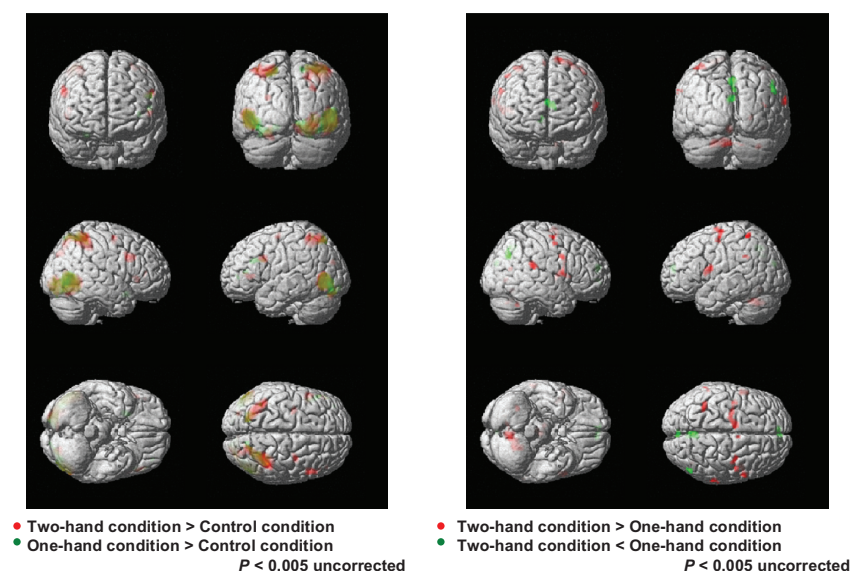 Two-hand condition > Control condition
One-hand condition > Control condition
P < 0.005 uncorrected
Two-hand condition > One-hand condition
Two-hand condition < One-hand condition
P < 0.005 uncorrected